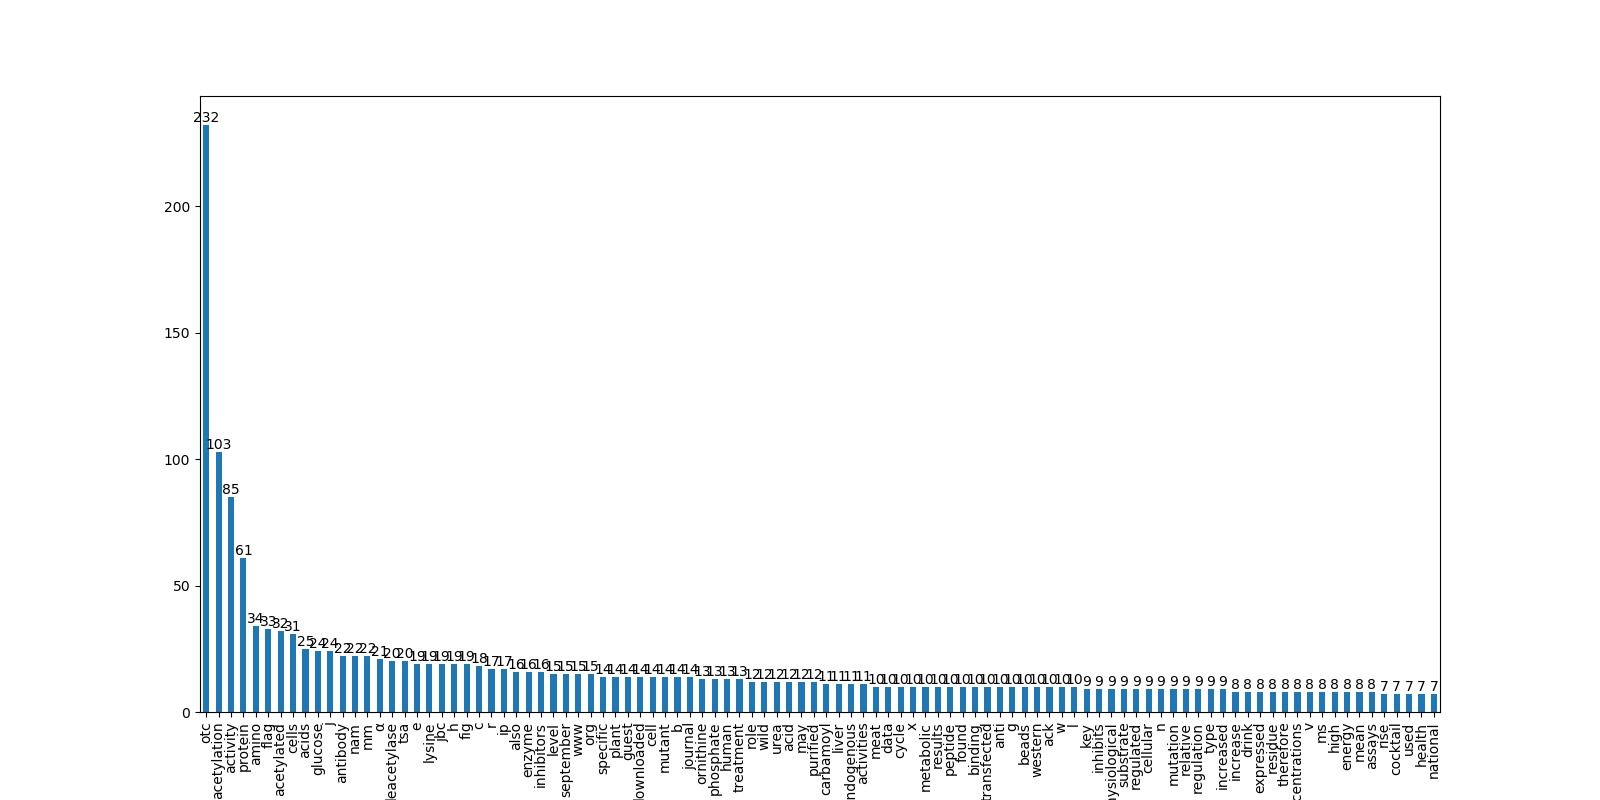 200
150
100
50
0
232 103 85 61 34 33 32 31 25 24 24 22 22 22 21 20 20 19 19 19 19 19 18 17 17 16 16 16 15 15 15 15 14 14 14 14 14 14 14 14 13 13 13 13 12 12 12 12 12 12 11 11 11 11 10 10 10 10 10 10 10 10 10 10 10 10 10 10 10 10 10 9 9 9 9 9 9 9 9 9 9 9 9 8 8 8 8 8 8 8 8 8 8 8 8 7 7 7 7 7
otc
acetylation
activity
protein
amino
flag
acetylated
cells
acids
glucose
j
antibody
nam
mm
α
leacetylase
tsa
e
lysine
jbc
h
fig
c
r
ip
also
enzyme
inhibitors
level
september
www
org
specific
plant
guest
lownloaded
cell
mutant
b
journal
ornithine
phosphate
human
treatment
role
wild
urea
acid
may
purified
carbamoyl
liver
ndogenous
activities
meat
data
cycle
x
metabolic
results
peptide
found
binding
transfected
anti
g
beads
western
ack
w
l
key
inhibits
ysiological
substrate
regulated
cellular
n
mutation
relative
regulation
type
increased
increase
drink
expressed
residue
therefore
centrations
v
ms
high
energy
mean
assays
rise
cocktail
used
health
national